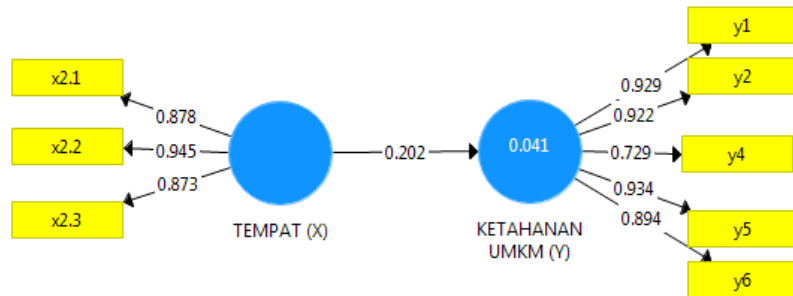 y1
x2.1
y2
0.929
0.878
0.922
x2.2
0.945
0.202
0.041
0.729
y4
0.873
0.934
x2.3
0.894
TEMPAT (X)
KETAHANAN
UMKM (Y)
y5
y6